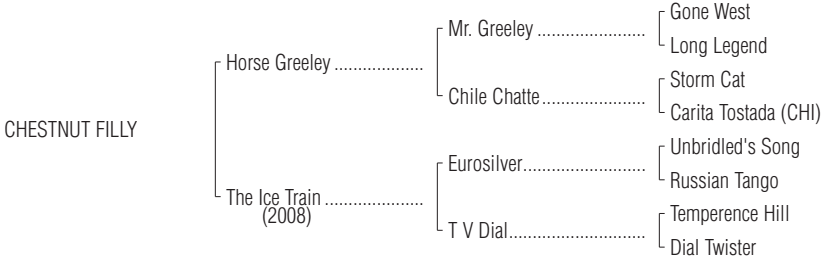 Gone West
Mr. Greeley ......................
Long Legend
Horse Greeley ..................
Storm Cat
Chile Chatte.....................
Carita Tostada (CHI)
CHESTNUT FILLY
Unbridled's Song
Eurosilver.........................
Russian Tango
The Ice Train ....................
(2008)
Temperence Hill
T V Dial............................
Dial Twister